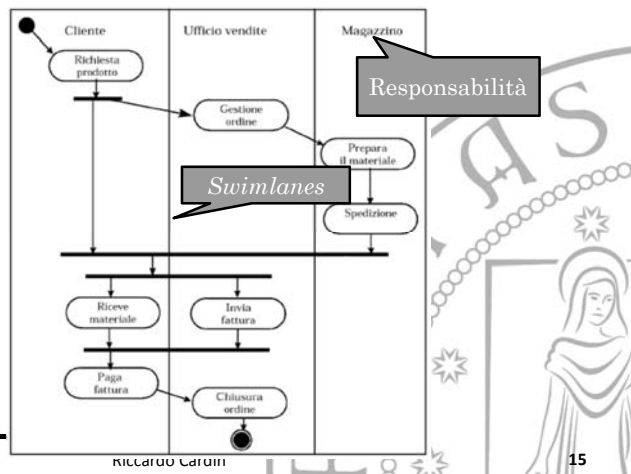 Cliente
Ufficio vendite
Magazzino
Richiesta
prodotto
Responsabilità
Gestione
ordine
Prepara
il materiale
Swimlanes
Spedizione
Riceve
materiale
Invia
fattura
Paga
fattura
Chiusura
ordine
Riccardo Cardin
15
A S